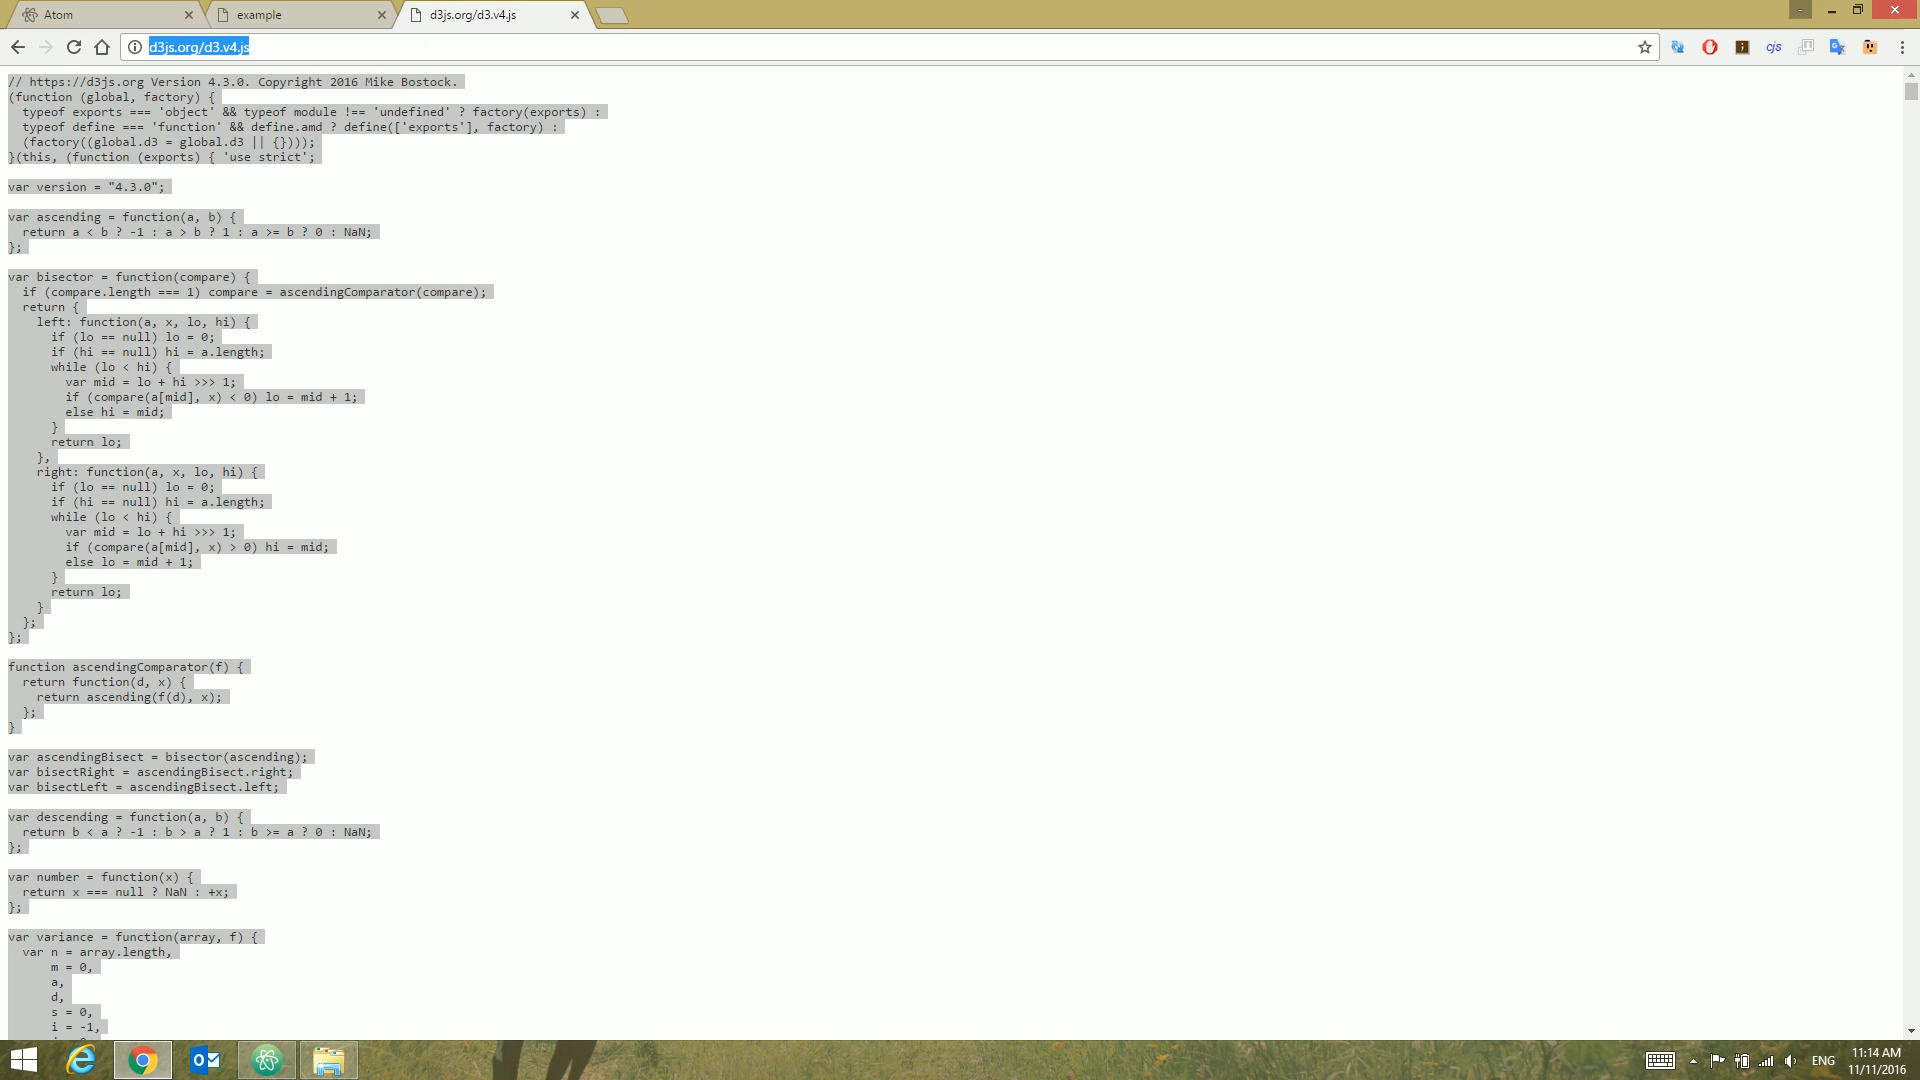 Atom
example
d3js.org/d3.v4.js
d3js.org/d3.v4.js
cjs
// https://d3js.org Version 4.3.0. Copyright 2016 Mike Bostock.
(function (global, factory) {
  typeof exports === 'object' && typeof module !== 'undefined' ? factory(exports) :
  typeof define === 'function' && define.amd ? define(['exports'], factory) :
  (factory((global.d3 = global.d3 || {})));
}(this, (function (exports) { 'use strict';
var version = "4.3.0";
var ascending = function(a, b) {
  return a < b ? -1 : a > b ? 1 : a >= b ? 0 : NaN;
};
var bisector = function(compare) {
  if (compare.length === 1) compare = ascendingComparator(compare);
  return {
    left: function(a, x, lo, hi) {
      if (lo == null) lo = 0;
      if (hi == null) hi = a.length;
      while (lo < hi) {
        var mid = lo + hi >>> 1;
        if (compare(a[mid], x) < 0) lo = mid + 1;
        else hi = mid;
      }
      return lo;
    },
    right: function(a, x, lo, hi) {
      if (lo == null) lo = 0;
      if (hi == null) hi = a.length;
      while (lo < hi) {
        var mid = lo + hi >>> 1;
        if (compare(a[mid], x) > 0) hi = mid;
        else lo = mid + 1;
      }
      return lo;
    }
  };
};
function ascendingComparator(f) {
  return function(d, x) {
    return ascending(f(d), x);
  };
}
var ascendingBisect = bisector(ascending);
var bisectRight = ascendingBisect.right;
var bisectLeft = ascendingBisect.left;
var descending = function(a, b) {
  return b < a ? -1 : b > a ? 1 : b >= a ? 0 : NaN;
};
var number = function(x) {
  return x === null ? NaN : +x;
};
var variance = function(array, f) {
  var n = array.length,
      m = 0,
      a,
      d,
      s = 0,
      i = -1,
ENG
11:14 AM
11/11/2016